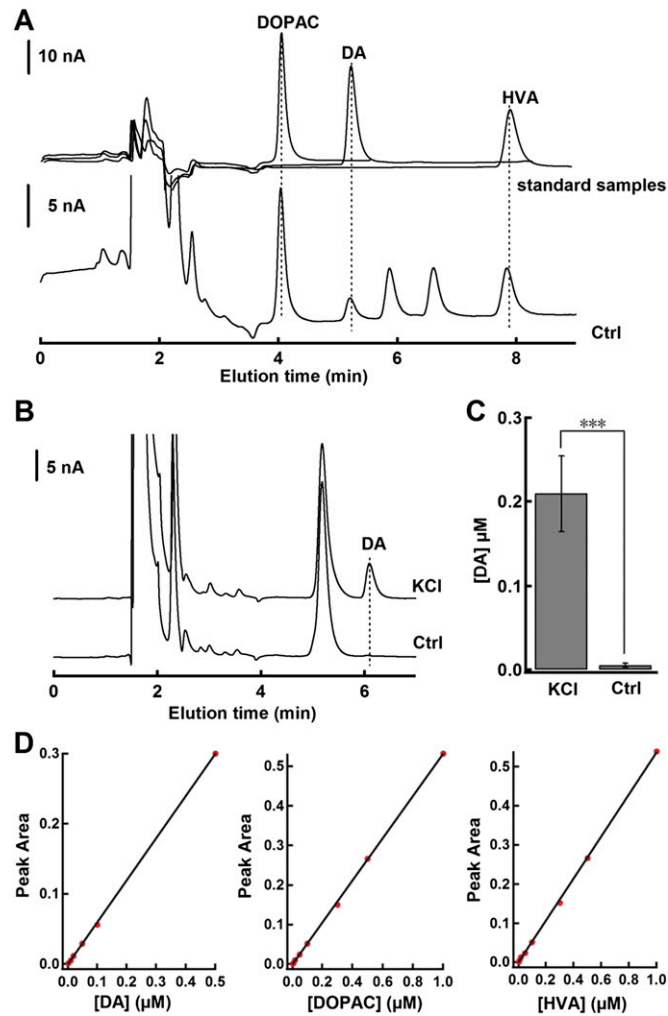 A
10 nA
DOPAC
DA
HVA
standard samples
5 nA
Ctrl
0 2 4 6 8
Elution time (min)
B
5 nA
DA
KCl
Ctrl
0 2 4 6
Elution time (min)
C
0.3
***
0.2
0.1
0.0
[DA] µM
KCl Ctrl
D
0.3
0.2
0.1
0.0
Peak Area
0.0 0.1 0.2 0.3 0.4 0.5
[DA] (µM)
0.5
0.4
0.3
0.2
0.1
0.0
Peak Area
0.0 0.2 0.4 0.6 0.8 1.0
[DOPAC] (µM)
0.5
0.4
0.3
0.2
0.1
0.0
Peak Area
0.0 0.2 0.4 0.6 0.8 1.0
[HVA] (µM)